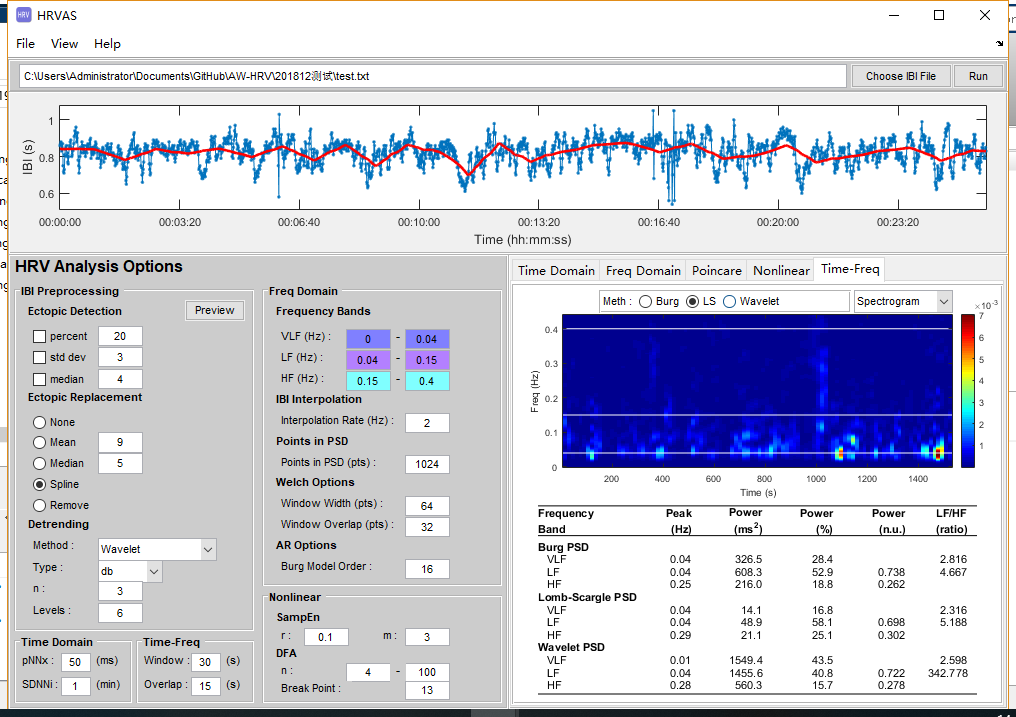 HRV HRVAS
File View Help
C:\Users\Administrator\Documents\GitHub\AW-HRV\201812测试\test.txt Choose IBI File Run
IBI (s)
1
0.8
0.6
00:00:00 00:03:20 00:06:40 00:10:00 00:13:20 00:16:40 00:20:00 00:23:20
Time (hh:mm:ss)
HRV Analysis Options
IBI Preprocessing
Ectopic Detection Preview
percent 20
std dev 3
median 4
Ectopic Replacement
None
Mean 9
Median 5
Spline
Remove
Detrending
Method : Wavelet
Type : db
n : 3
Levels : 6
Time Domain
pNNx : 50 (ms)
SDNNi : 1 (min)
Time-Freq
Window : 30 (s)
Overlap : 15 (s)
Freq Domain
Frequency Bands
VLF (Hz) : 0 - 0.04
LF (Hz) : 0.04 - 0.15
HF (Hz) : 0.15 - 0.4
IBI Interpolation
Interpolation Rate (Hz) : 2
Points in PSD
Points in PSD (pts) : 1024
Welch Options
Window Width (pts) : 64
Window Overlap (pts) : 32
AR Options
Burg Model Order : 16
Nonlinear
SampEn
r : 0.1 m : 3
DFA
n : 4 - 100
Break Point : 13
Time Domain Freq Domain Poincare Nonlinear Time-Freq
Meth : Burg LS Wavelet Spectrogram
×10-3
Freq (Hz)
0.4
0.3
0.2
0.1
0
200 400 600 800 1000 1200 1400
Time (s)
7
6
5
4
3
2
1
Frequency Peak Power Power Power LF/HF
Band (Hz) (ms2) (%) (n.u.) (ratio)
Burg PSD
VLF 0.04 326.5 28.4 2.816
LF 0.04 608.3 52.9 0.738 4.667
HF 0.25 216.0 18.8 0.262
Lomb-Scargle PSD
VLF 0.04 14.1 16.8 2.316
LF 0.04 48.9 58.1 0.698 5.188
HF 0.29 21.1 25.1 0.302
Wavelet PSD
VLF 0.01 1549.4 43.5 2.598
LF 0.04 1455.6 40.8 0.722 342.778
HF 0.28 560.3 15.7 0.278